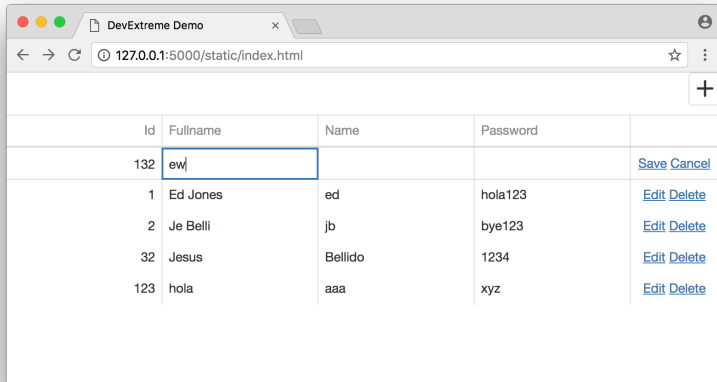 DevExtreme Demo
127.0.0.1:5000/static/index.html
Id Fullname Name Password
132 ew Save Cancel
1 Ed Jones ed hola123 Edit Delete
2 Je Belli jb bye123 Edit Delete
32 Jesus Bellido 1234 Edit Delete
123 hola aaa xyz Edit Delete